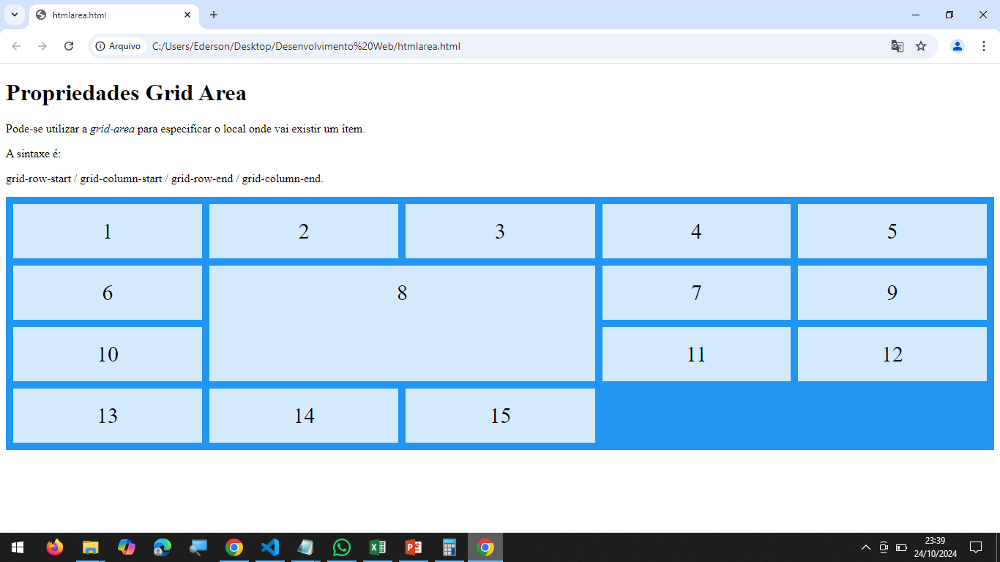 htmlarea.html
Arquivo C:/Users/Ederson/Desktop/Desenvolvimento%20Web/htmlarea.html
Propriedades Grid Area
Pode-se utilizar a grid-area para especificar o local onde vai existir um ítem.
A sintaxe é:
grid-row-start / grid-column-start / grid-row-end / grid-column-end.
1 2 3 4 5
6 8 7 9
10 11 12
13 14 15
23:39
24/10/2024